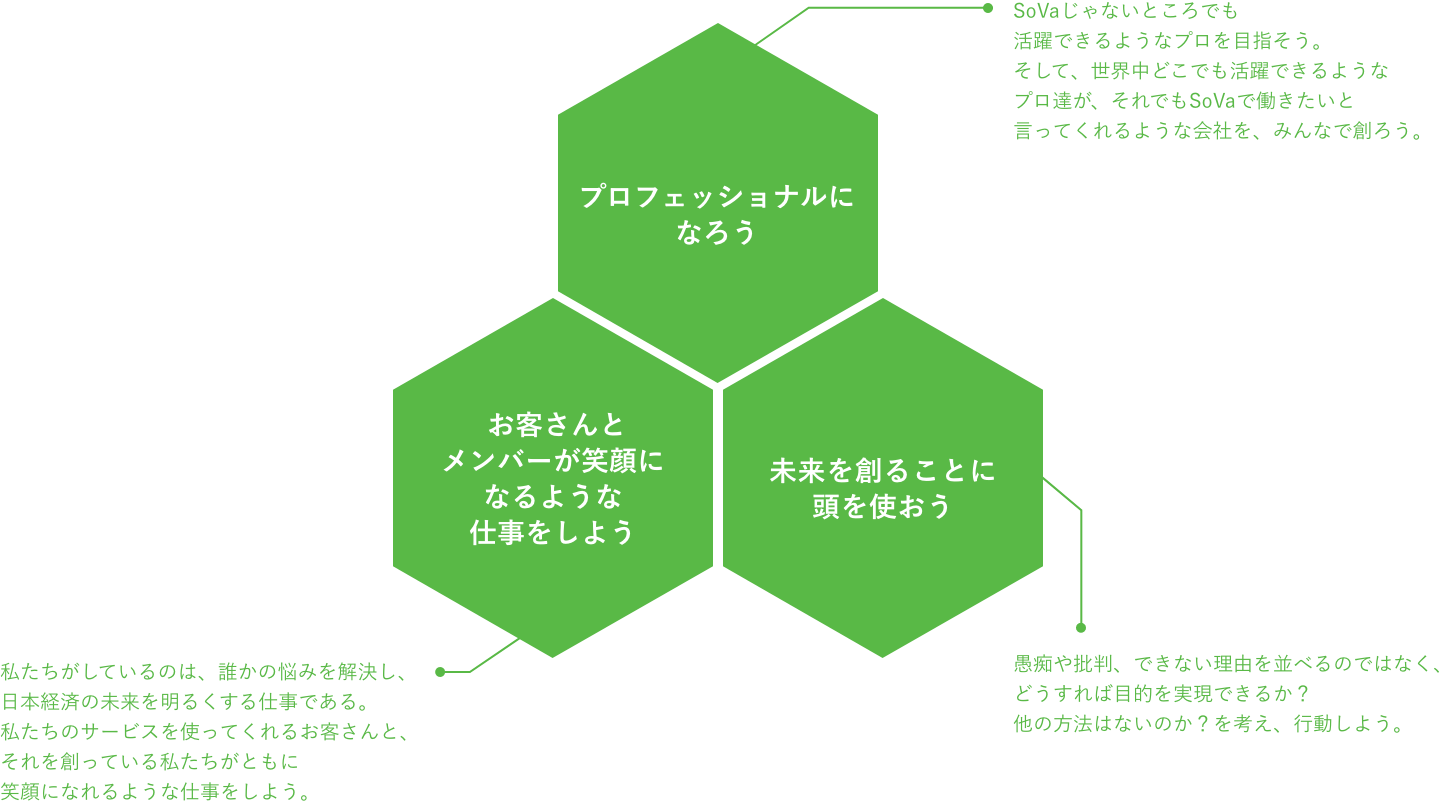 SoVaじゃないところでも
活躍できるようなプロを目指そう。
そして、世界中どこでも活躍できるような
プロ達が、それでもSoVaで働きたいと
言ってくれるような会社を、みんなで創ろう。
プロフェッショナルに
なろう
お客さんと
メンバーが笑顔に
なるような
仕事をしよう
未来を創ることに
頭を使おう
私たちがしているのは、誰かの悩みを解決し、
日本経済の未来を明るくする仕事である。
私たちのサービスを使ってくれるお客さんと、
それを創っている私たちがともに
笑顔になれるような仕事をしよう。
愚痴や批判、できない理由を並べるのではなく、
どうすれば目的を実現できるか？
他の方法はないのか？を考え、行動しよう。